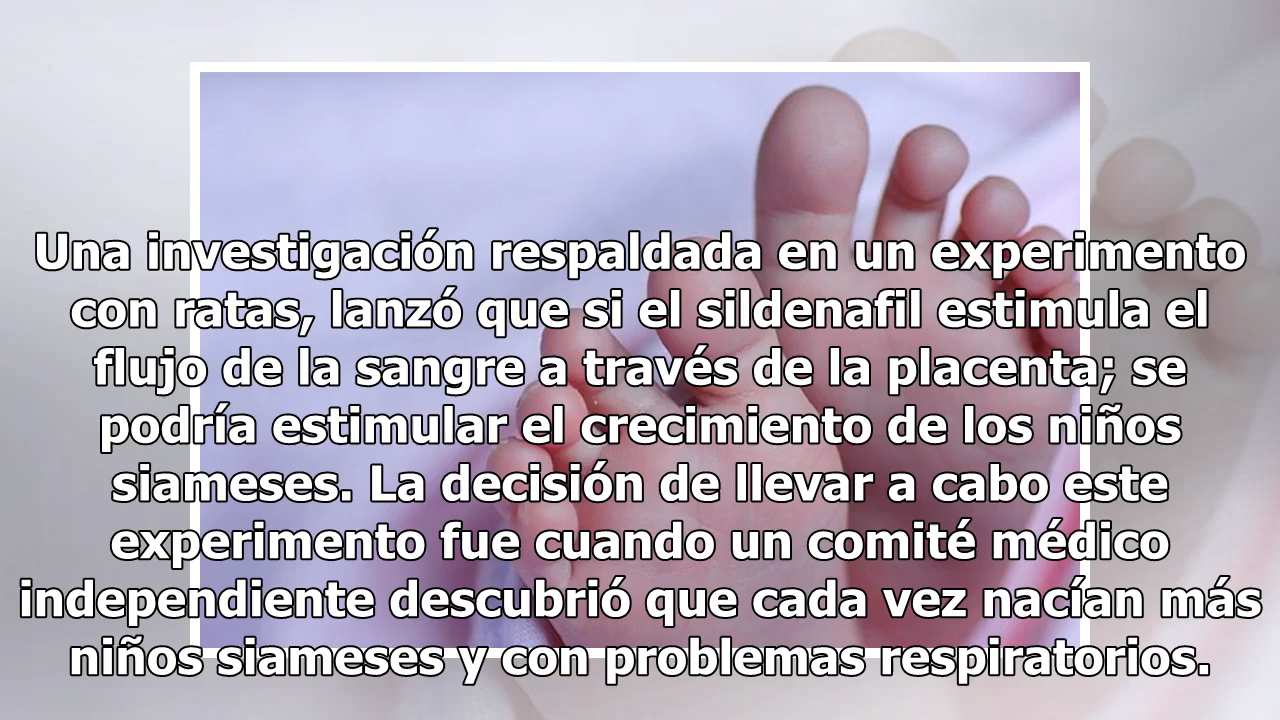 Una investigación respaldada en un experimento
con ratas, lanzó que si el sildenafil estimula el
flujo de la sangre a través de la placenta; se
podría estimular el crecimiento de los niños
siameses. La decisión de llevar a cabo este
experimento fue cuando un comité médico
independiente descubrió que cada vez nacían más
niños siameses y con problemas respiratorios.